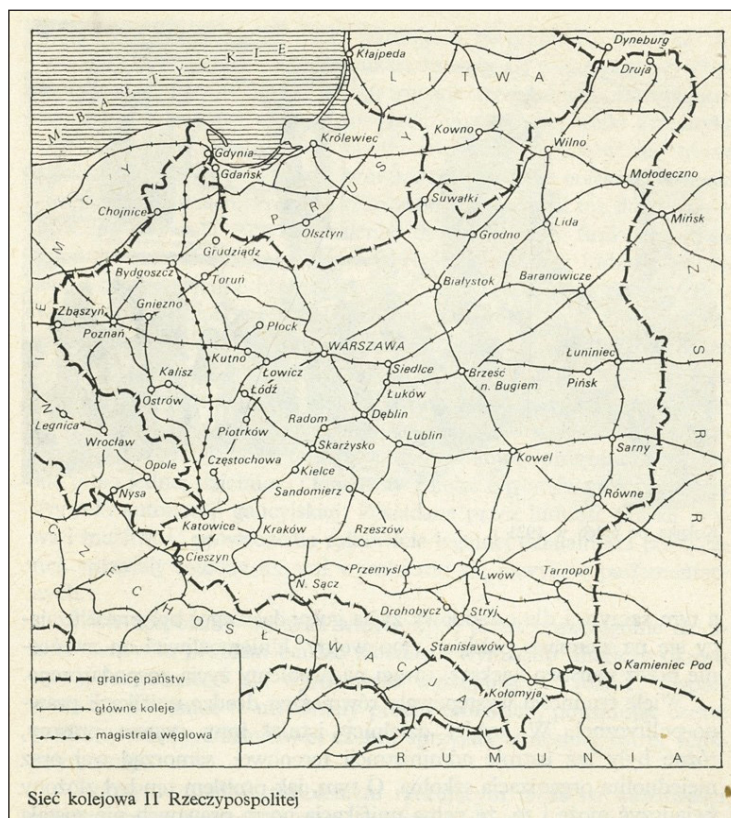 M. BAŁTYCKIE
Kłajpeda
LITWA
Dyneburg
Druja
Królewiec
Kowno
Wilno
Gdynia
Gdańsk
Mołodeczno
PRUSY
Suwałki
Chojnice
Olsztyn
Grodno
Lida
Mińsk
NIEMCY
Grudziądz
Bydgoszcz
Toruń
Białystok
Baranowicze
ZSRR
Gniezno
Zbąszyń
Poznań
Płock
WARSZAWA
Kutno
Łowicz
Siedlce
Brześć
n. Bugiem
Łuniniec
Pińsk
Kalisz
Ostrów
Łódź
Łuków
Legnica
Wrocław
Piotrków
Radom
Dęblin
Skarżysko
Lublin
Kowel
Sarny
Opole
Częstochowa
Kielce
Nysa
Sandomierz
Równe
Katowice
Kraków
Rzeszów
Cieszyn
Przemyśl
Lwów
Tarnopol
N. Sącz
Drohobycz
Stryj
CZECHOSŁOWACJA
Stanisławów
Kamieniec Pod
Kołomyja
RUMUNIA
granice państw
główne koleje
magistrala węglowa
Sieć kolejowa II Rzeczypospolitej